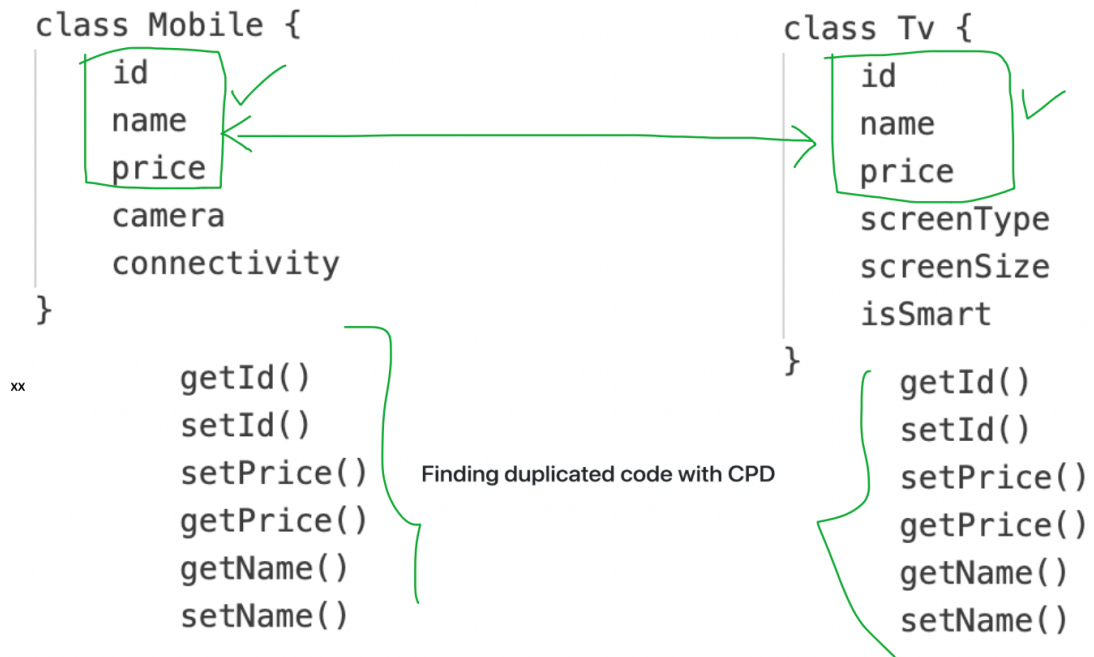 class Mobile {
id
name
price
camera
connectivity
}
getId()
setId()
setPrice()
getPrice()
getName()
setName()
xx
Finding duplicated code with CPD
class Tv {
id
name
price
screenType
screenSize
isSmart
}
getId()
setId()
setPrice()
getPrice()
getName()
setName()